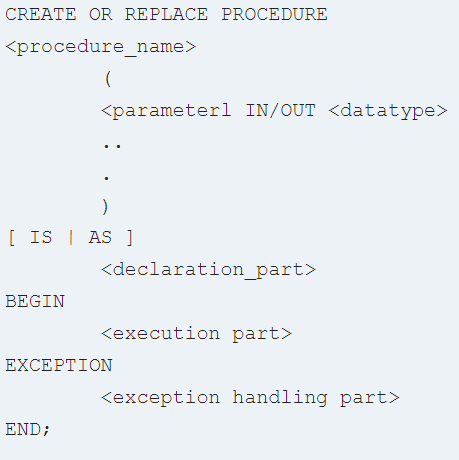 CREATE OR REPLACE PROCEDURE
<procedure_name>
(
<parameterl IN/OUT <datatype>
..
.
)
[ IS | AS ]
<declaration_part>
BEGIN
<execution part>
EXCEPTION
<exception handling part>
END;